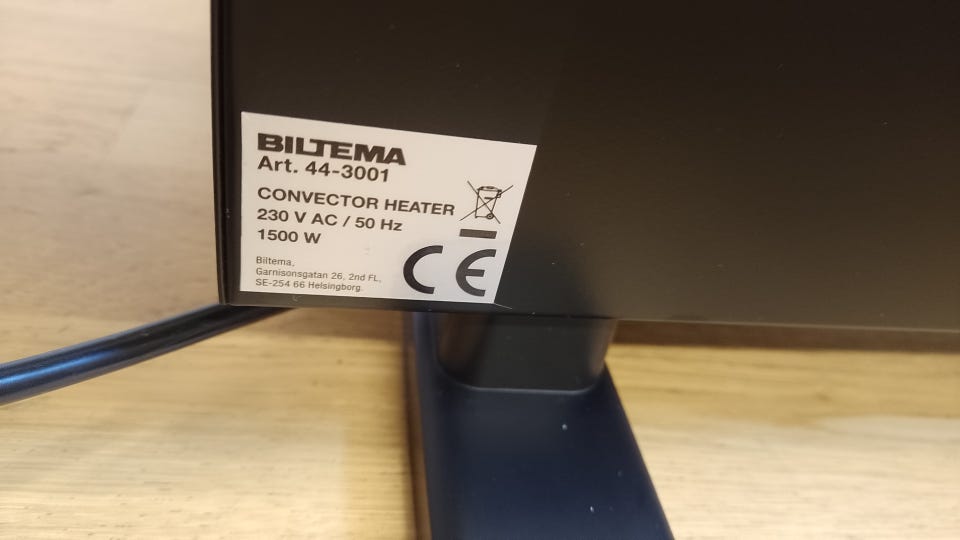 BILTEMA
Art. 44-3001
CONVECTOR HEATER
230 V AC / 50 Hz
1500 W
Biltema,
Garnisonsgatan 26, 2nd FL,
SE-254 66 Helsingborg.
CE